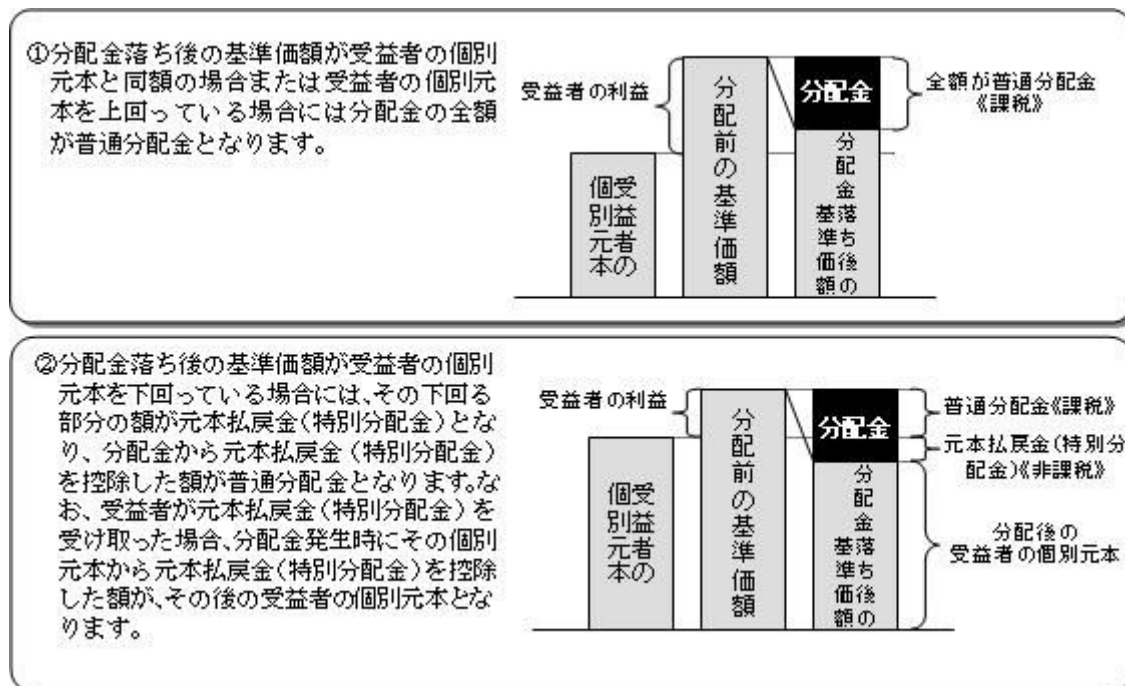 ①分配金落ち後の基準価額が受益者の個別
元本と同額の場合または受益者の個別元
本を上回っている場合には分配金の全額
が普通分配金となります。
受益者の利益
受益者の
個別元本
分配前の基準価額
分配金
分配金落ち後の
基準価額
全額が普通分配金
《課税》
②分配金落ち後の基準価額が受益者の個別
元本を下回っている場合には、その下回る
部分の額が元本払戻金(特別分配金)とな
り、分配金から元本払戻金(特別分配金)
を控除した額が普通分配金となります。な
お、受益者が元本払戻金(特別分配金)を
受け取った場合、分配金発生時にその個別
元本から元本払戻金(特別分配金)を控除
した額が、その後の受益者の個別元本とな
ります。
受益者の利益
受益者の
個別元本
分配前の基準価額
分配金
分配金落ち後の
基準価額
普通分配金《課税》
元本払戻金(特別分
配金)《非課税》
分配後の
受益者の個別元本